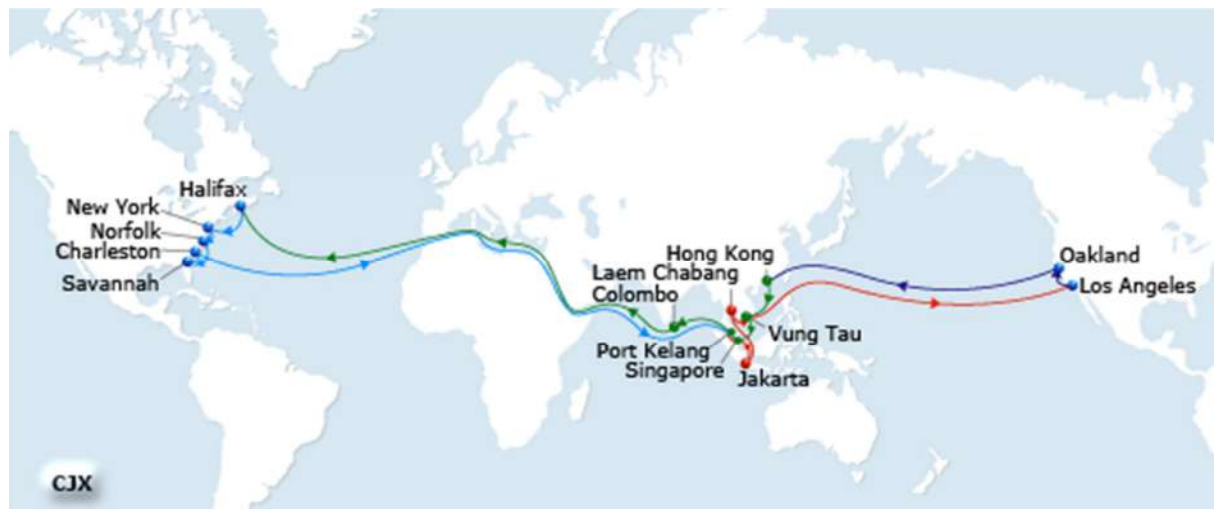 Halifax
New York
Norfolk
Charleston
Savannah
Hong Kong
Laem Chabang
Colombo
Oakland
Los Angeles
Vung Tau
Port Kelang
Singapore
Jakarta
CJX